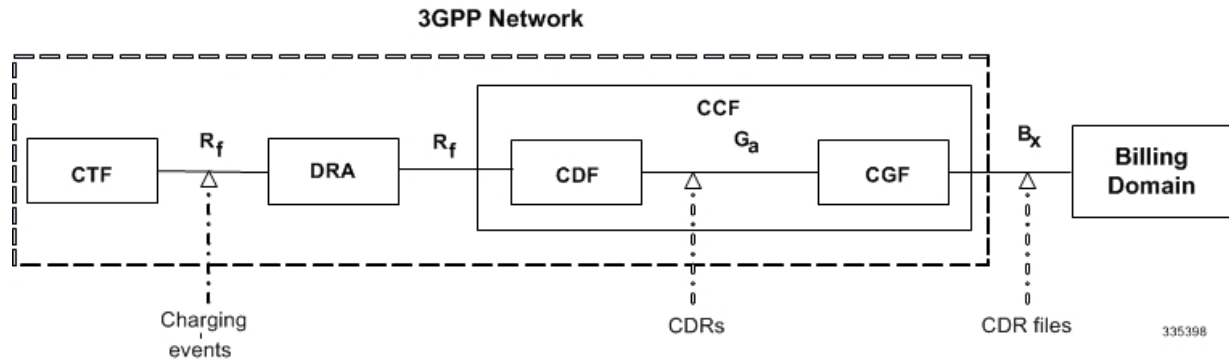 3GPP Network
CCF
Rf
Rf
Ga
Bx
CTF
DRA
CDF
CGF
Billing
Domain
Charging
events
CDRs
CDR files
335398